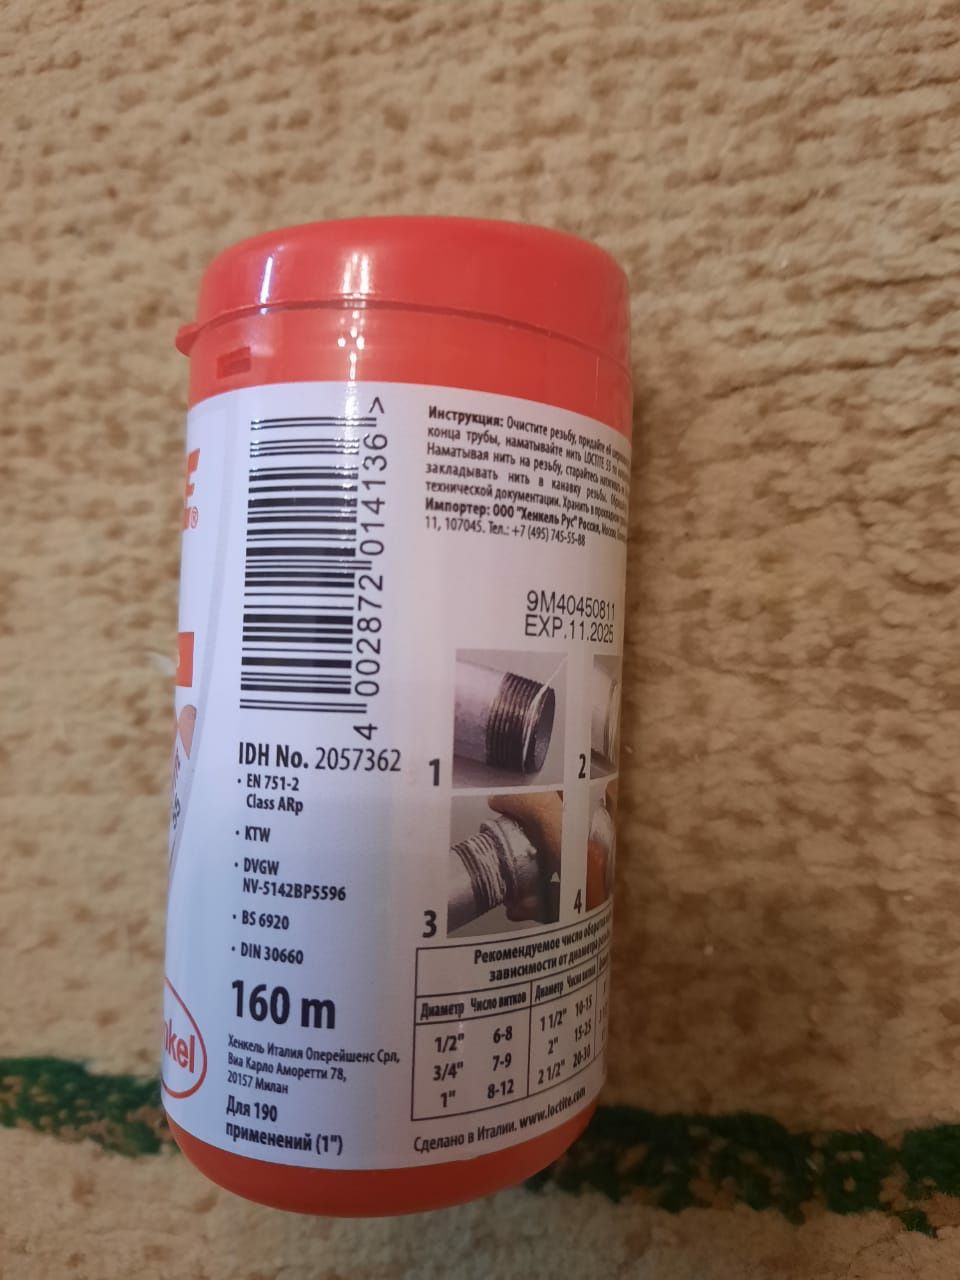 4 002872 014136 >
IDH No. 2057362
• EN 751-2
Class ARp
• KTW
• DVGW
NV-5142BP5596
• BS 6920
• DIN 30660
160 m
Хенкель Италия Оперейшенс Срл,
Виа Карло Аморетти 78,
20157 Милан
Для 190
применений (1")
Инструкция: Очистите резьбу, придайте ей
конца трубы, наматывайте нить LOCTITE 55 по
Наматывая нить на резьбу, старайтесь
закладывать нить в канавку резьбы.
технической документации. Хранить в прохладном
Импортер: ООО "Хенкель Рус" Россия, Москва,
11, 107045. Тел.: +7 (495) 745-55-88
9M40450811
EXP.11.2025
1
2
3
4
Рекомендуемое число оборотов
зависимости от диаметра
Диаметр Число витков Диаметр Число витков
1/2" 6-8 1 1/2" 10-15
3/4" 7-9 2" 15-25
1" 8-12 2 1/2" 20-30
Сделано в Италии. www.loctite.com